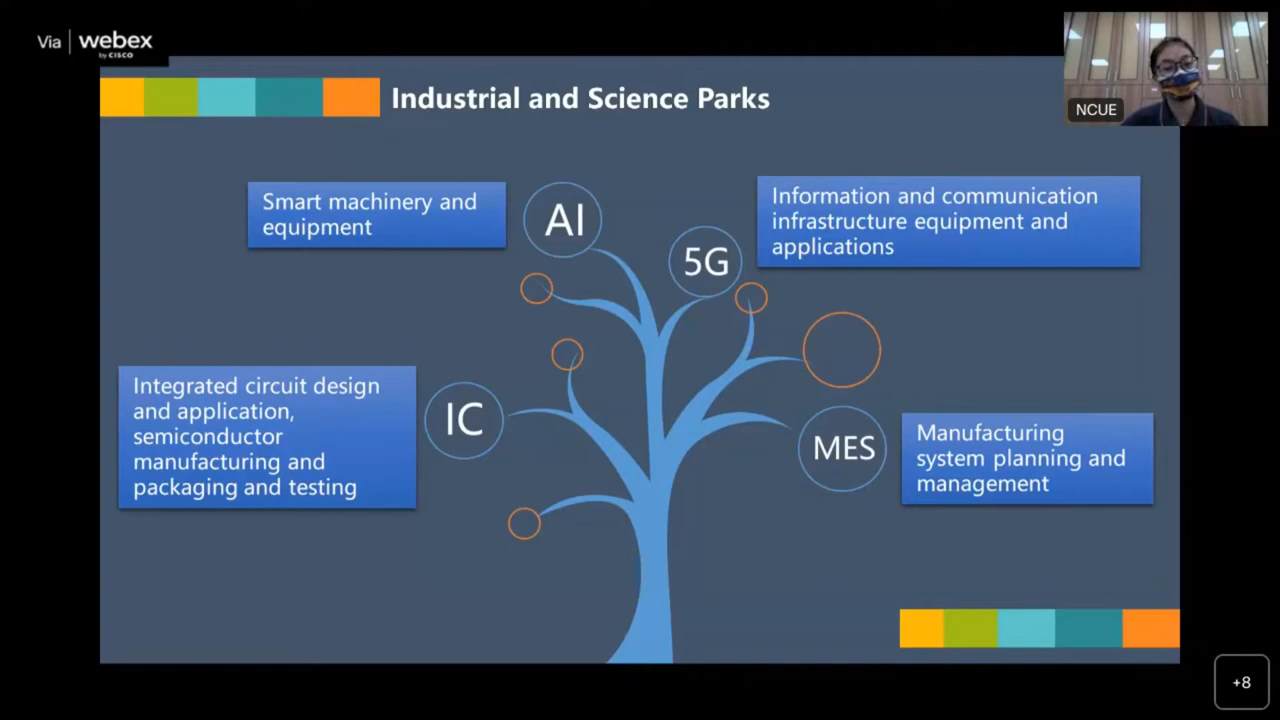 Via webex
by CISCO
Industrial and Science Parks
NCUE
Smart machinery and
equipment
AI
5G
Information and communication
infrastructure equipment and
applications
Integrated circuit design
and application,
semiconductor
manufacturing and
packaging and testing
IC
MES
Manufacturing
system planning and
management
+8